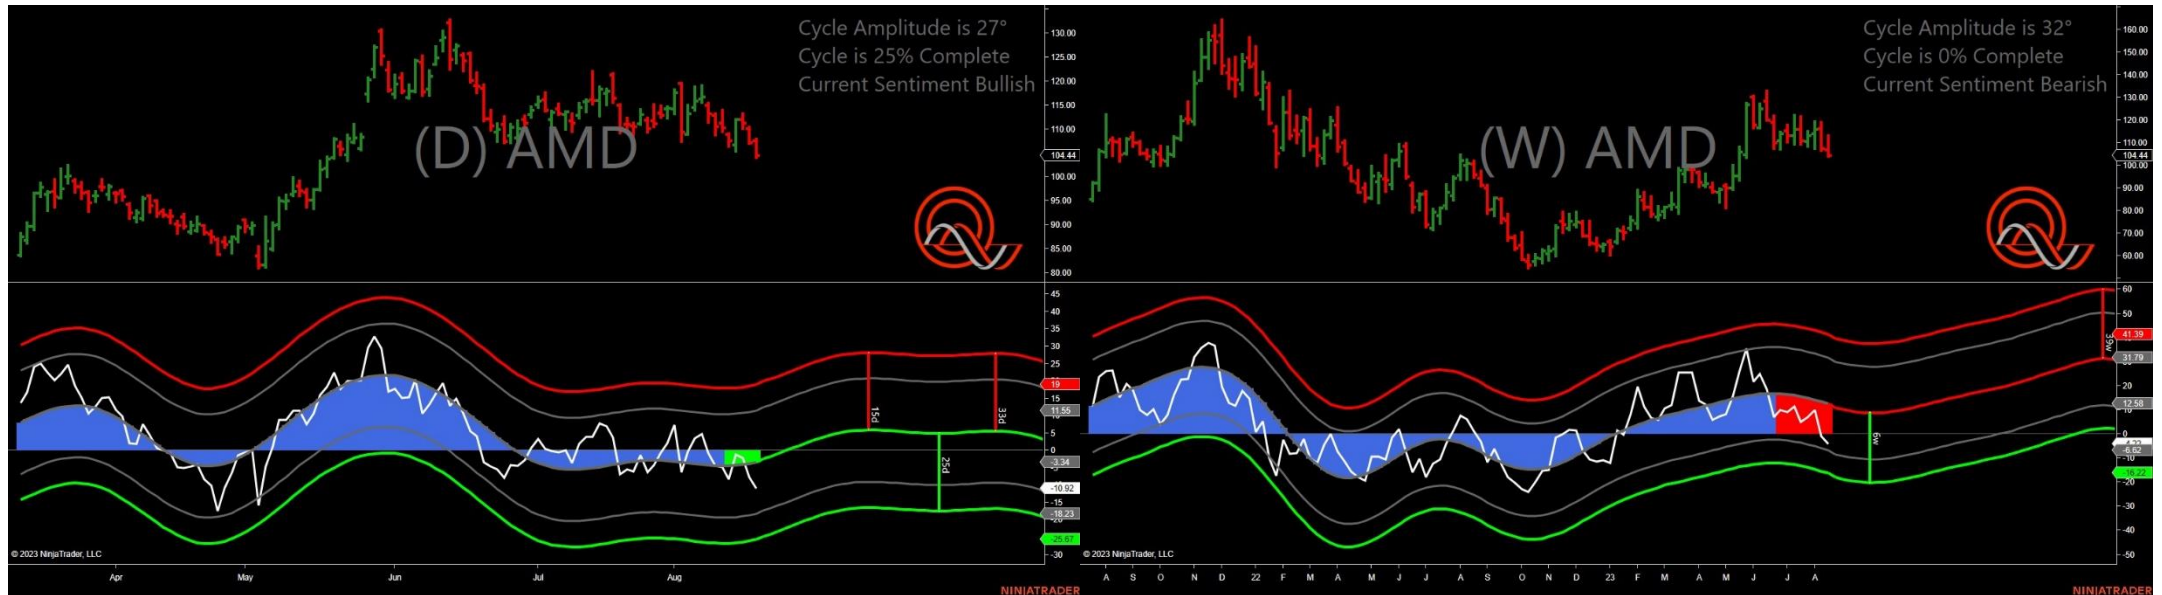 Cycle Amplitude is 27°
Cycle is 25% Complete
Current Sentiment Bullish
(D) AMD
130.00
125.00
120.00
115.00
110.00
104.44
100.00
95.00
90.00
85.00
80.00
45
40
35
30
25
19
11.55
5
0
-3.34
-10.92
-15
-18.23
-25.67
-30
15d
25d
33d
© 2023 NinjaTrader, LLC
Apr May Jun Jul Aug
NINJATRADER
Cycle Amplitude is 32°
Cycle is 0% Complete
Current Sentiment Bearish
(W) AMD
160.00
150.00
140.00
130.00
120.00
110.00
104.44
100.00
90.00
80.00
70.00
60.00
60
50
41.39
31.79
20
12.58
0
-6.62
-10
-16.22
-20
-30
-40
-50
39w
6w
© 2023 NinjaTrader, LLC
A S O N D 22 F M A M J J A S O N D 23 F M A M J J A
NINJATRADER